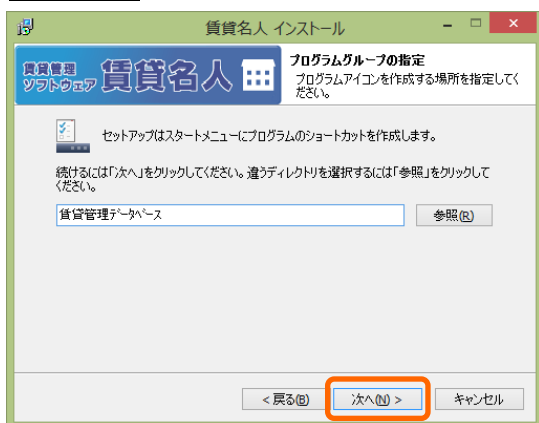 賃貸名人 インストール
賃貸管理
ソフトウェア 賃貸名人
プログラムグループの指定
プログラムアイコンを作成する場所を指定してく
ださい。
セットアップはスタートメニューにプログラムのショートカットを作成します。
続けるには「次へ」をクリックしてください。違うディレクトリを選択するには「参照」をクリックして
ください。
賃貸管理ﾃﾞｰﾀﾍﾞｰｽ
参照(R)
< 戻る(B)
次へ(N) >
キャンセル